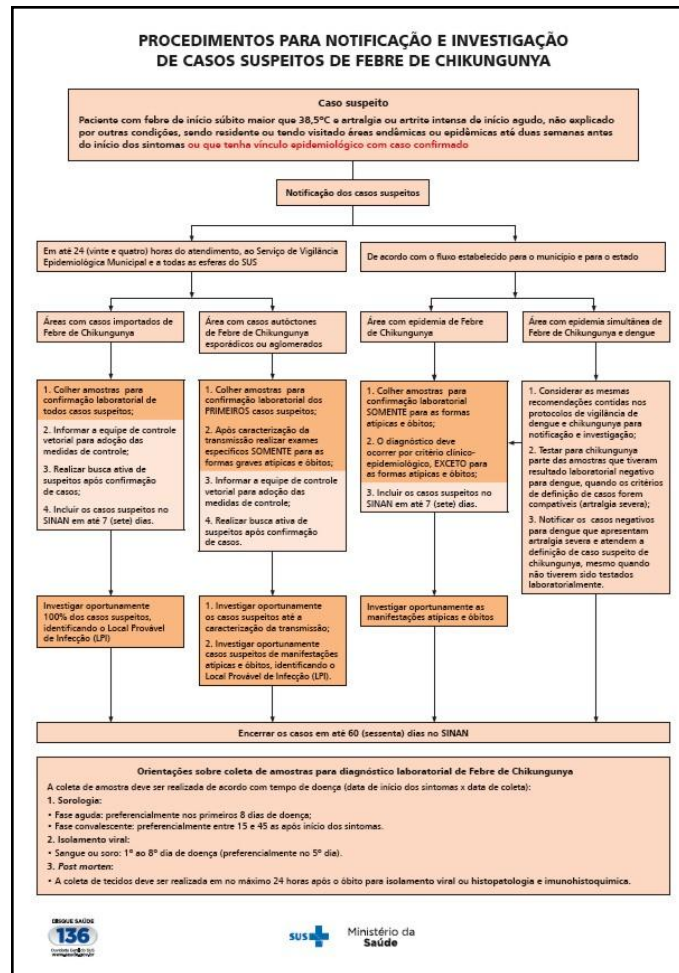 PROCEDIMENTOS PARA NOTIFICAÇÃO E INVESTIGAÇÃO
DE CASOS SUSPEITOS DE FEBRE DE CHIKUNGUNYA
Caso suspeito
Paciente com febre de início súbito maior que 38,5ºC e artralgia ou artrite intensa de início agudo, não explicado
por outras condições, sendo residente ou tendo visitado áreas endêmicas ou epidêmicas até duas semanas antes
do início dos sintomas ou que tenha vínculo epidemiológico com caso confirmado
Notificação dos casos suspeitos
Em até 24 (vinte e quatro) horas do atendimento, ao Serviço de Vigilância
Epidemiológica Municipal e a todas as esferas do SUS
De acordo com o fluxo estabelecido para o município e para o estado
Áreas com casos importados de
Febre de Chikungunya
Área com casos autóctones
de Febre de Chikungunya
esporádicos ou aglomerados
Área com epidemia de Febre
de Chikungunya
Área com epidemia simultânea de
Febre de Chikungunya e dengue
1. Colher amostras para
confirmação laboratorial de
todos casos suspeitos;
2. Informar a equipe de controle
vetorial para adoção das
medidas de controle;
3. Realizar busca ativa de
suspeitos após confirmação
de casos;
4. Incluir os casos suspeitos no
SINAN em até 7 (sete) dias.
1. Colher amostras para
confirmação laboratorial dos
PRIMEIROS casos suspeitos;
2. Após caracterização da
transmissão realizar exames
específicos SOMENTE para as
formas graves atípicas e óbitos;
3. Informar a equipe de controle
vetorial para adoção das
medidas de controle;
4. Realizar busca ativa de
suspeitos após confirmação
de casos.
1. Colher amostras para
confirmação laboratorial
SOMENTE para as formas
atípicas e óbitos;
2. O diagnóstico deve
ocorrer por critério clínico-
epidemiológico, EXCETO para
as formas atípicas e óbitos;
3. Incluir os casos suspeitos no
SINAN em até 7 (sete) dias.
1. Considerar as mesmas
recomendações contidas nos
protocolos de vigilância de
dengue e chikungunya para
notificação e investigação;
2. Testar para chikungunya
parte das amostras que tiveram
resultado laboratorial negativo
para dengue, quando os critérios
de definição de casos forem
compatíveis (artralgia severa);
3. Notificar os casos negativos
para dengue que apresentam
artralgia severa e atendem a
definição de caso suspeito de
chikungunya, mesmo quando
não tiverem sido testados
laboratorialmente.
Investigar oportunamente
100% dos casos suspeitos,
identificando o Local Provável
de Infecção (LPI)
1. Investigar oportunamente
os casos suspeitos até a
caracterização da transmissão;
2. Investigar oportunamente
casos suspeitos de manifestações
atípicas e óbitos, identificando o
Local Provável de Infecção (LPI).
Investigar oportunamente as
manifestações atípicas e óbitos
Encerrar os casos em até 60 (sessenta) dias no SINAN
Orientações sobre coleta de amostras para diagnóstico laboratorial de Febre de Chikungunya
A coleta de amostra deve ser realizada de acordo com tempo de doença (data de início dos sintomas x data de coleta):
1. Sorologia:
• Fase aguda: preferencialmente nos primeiros 8 dias de doença;
• Fase convalescente: preferencialmente entre 15 e 45 as após início dos sintomas.
2. Isolamento viral:
• Sangue ou soro: 1º ao 8º dia de doença (preferencialmente no 5º dia).
3. Post morten:
• A coleta de tecidos deve ser realizada em no máximo 24 horas após o óbito para isolamento viral ou histopatologia e imunohistoquímica.
DISQUE SAÚDE
136
SUS
Ministério da
Saúde